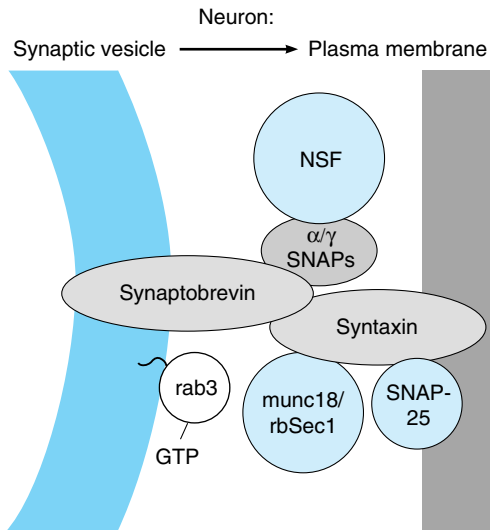 Neuron:
Synaptic vesicle
Plasma membrane
NSF
α/γ
SNAPs
Synaptobrevin
Syntaxin
rab3
GTP
munc18/
rbSec1
SNAP-
25